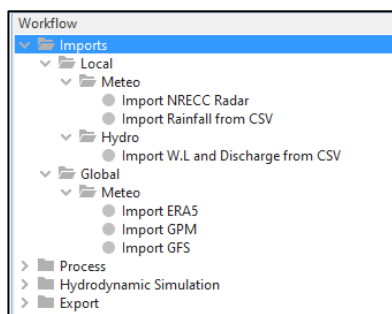 Workflow
Imports
Local
Meteo
Import NRECC Radar
Import Rainfall from CSV
Hydro
Import W.L and Discharge from CSV
Global
Meteo
Import ERA5
Import GPM
Import GFS
Process
Hydrodynamic Simulation
Export